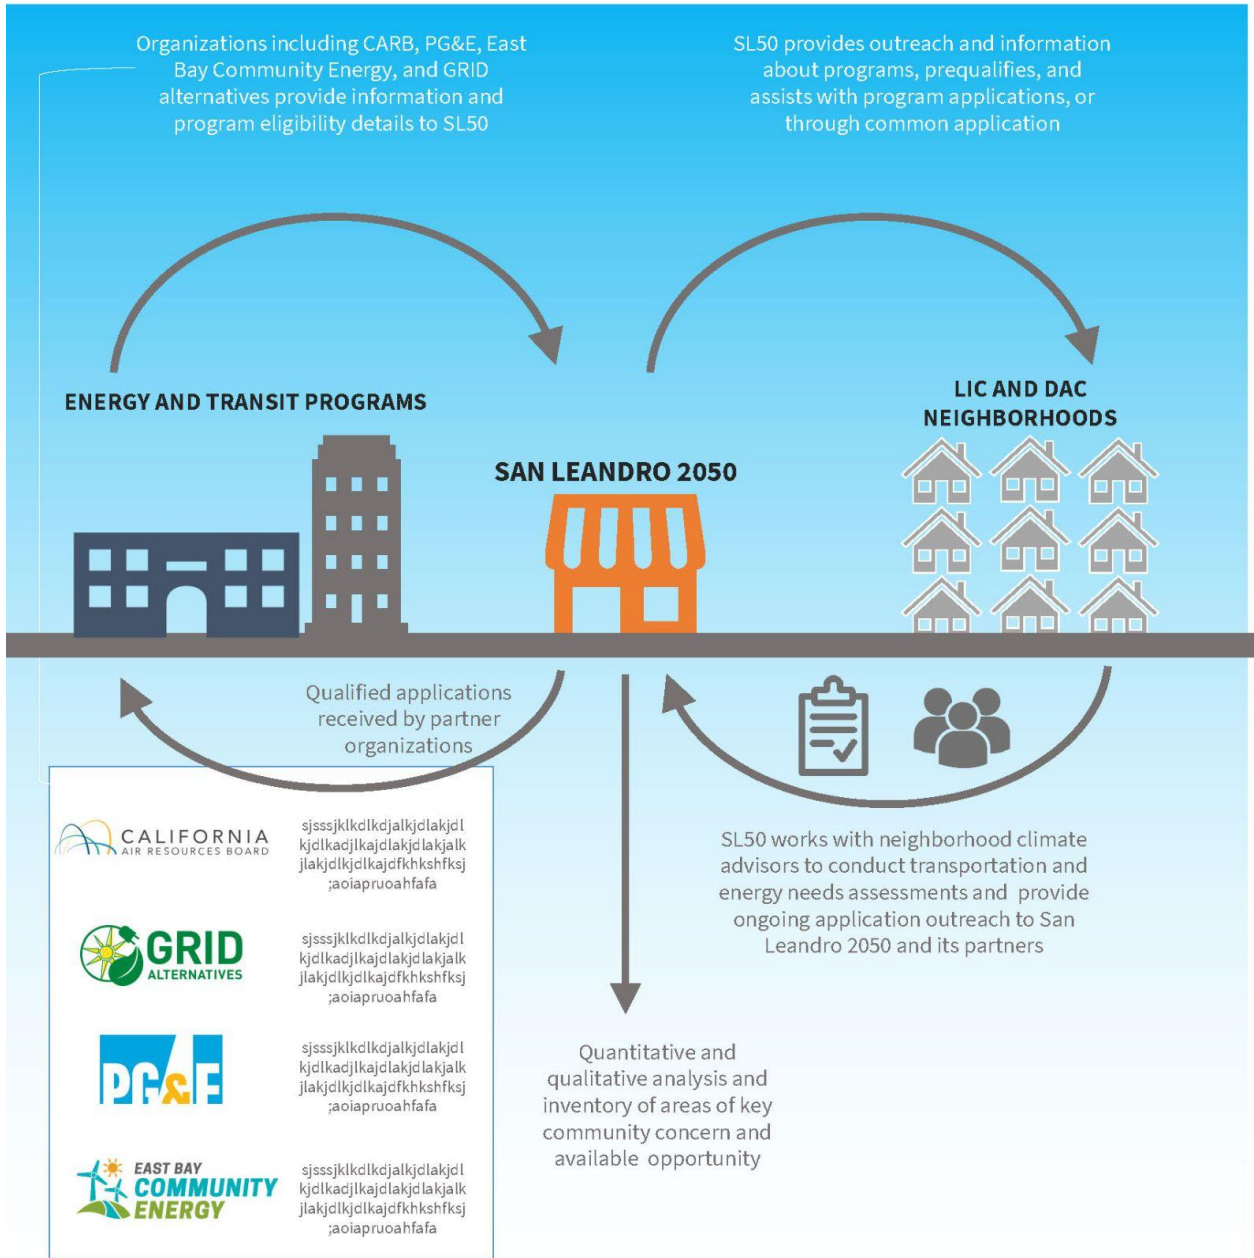 Organizations including CARB, PG&E, East
Bay Community Energy, and GRID
alternatives provide information and
program eligibility details to SL50
SL50 provides outreach and information
about programs, prequalifies, and
assists with program applications, or
through common application
ENERGY AND TRANSIT PROGRAMS
SAN LEANDRO 2050
LIC AND DAC
NEIGHBORHOODS
Qualified applications
received by partner
organizations
SL50 works with neighborhood climate
advisors to conduct transportation and
energy needs assessments and  provide
ongoing application outreach to San
Leandro 2050 and its partners
Quantitative and
qualitative analysis and
inventory of areas of key
community concern and
available  opportunity
CALIFORNIA
AIR RESOURCES BOARD
sjsssjklkdlkdjalkjdlakjdl
kjdlkadjlkajdlakjdlakjalk
jlakjdlkjdlkajdfkhkshfksj
;aoiapruoahfafa
GRID
ALTERNATIVES
sjsssjklkdlkdjalkjdlakjdl
kjdlkadjlkajdlakjdlakjalk
jlakjdlkjdlkajdfkhkshfksj
;aoiapruoahfafa
PG&E
sjsssjklkdlkdjalkjdlakjdl
kjdlkadjlkajdlakjdlakjalk
jlakjdlkjdlkajdfkhkshfksj
;aoiapruoahfafa
EAST BAY
COMMUNITY
ENERGY
sjsssjklkdlkdjalkjdlakjdl
kjdlkadjlkajdlakjdlakjalk
jlakjdlkjdlkajdfkhkshfksj
;aoiapruoahfafa